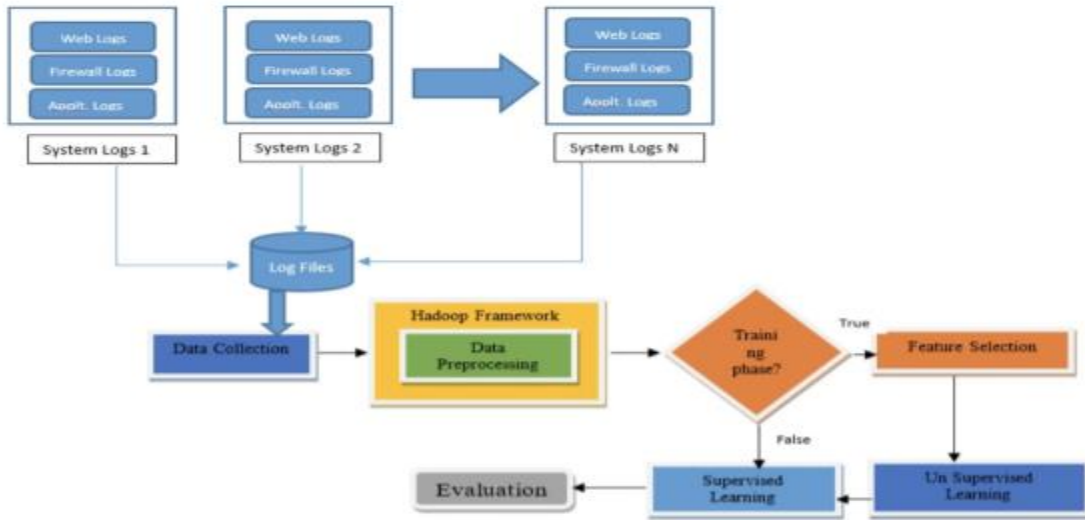 Web Logs
Firewall Logs
Applt. Logs
Web Logs
Firewall Logs
Applt. Logs
Web Logs
Firewall Logs
Applt. Logs
System Logs 1
System Logs 2
System Logs N
Log Files
Data Collection
Hadoop Framework
Data
Preprocessing
Traini
ng
phase?
True
Feature Selection
False
Evaluation
Supervised
Learning
Un Supervised
Learning